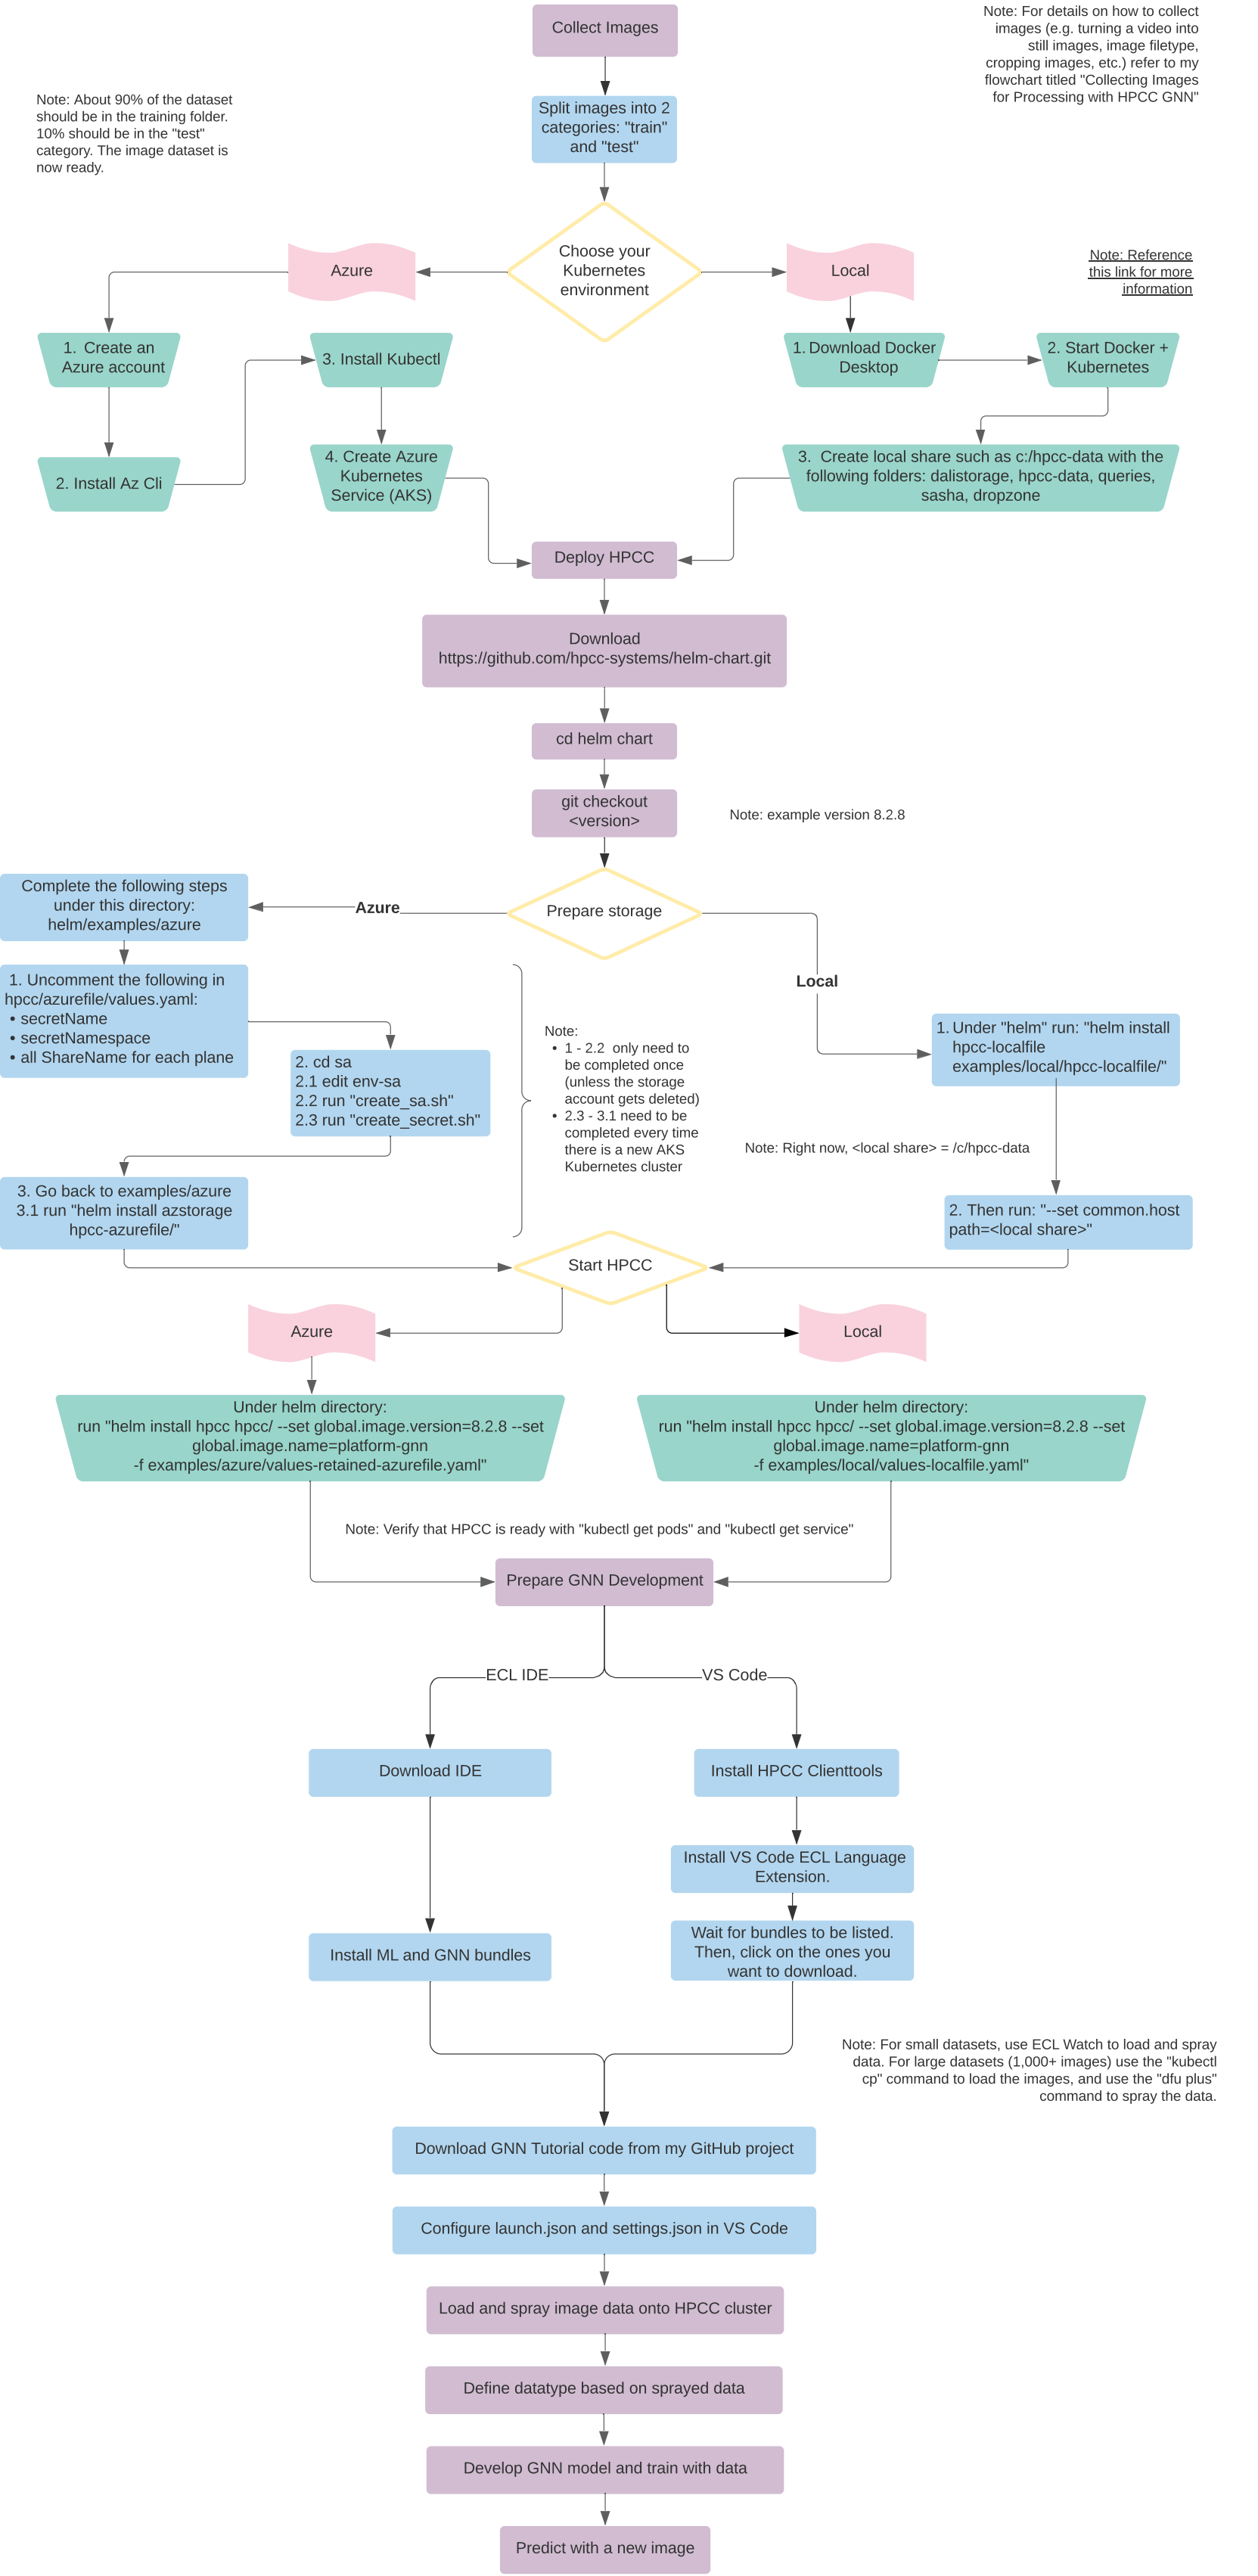 Collect Images
Note: For details on how to collect
images (e.g. turning a video into
still images, image filetype,
cropping images, etc.) refer to my
flowchart titled "Collecting Images
for Processing with HPCC GNN"
Note: About 90% of the dataset
should be in the training folder.
10% should be in the "test"
category. The image dataset is
now ready.
Split images into 2
categories: "train"
and "test"
Choose your
Kubernetes
environment
Azure
Local
Note: Reference
this link for more
information
1. Create an
Azure account
2. Install Az Cli
3. Install Kubectl
4. Create Azure
Kubernetes
Service (AKS)
1. Download Docker
Desktop
2. Start Docker +
Kubernetes
3. Create local share such as c:/hpcc-data with the
following folders: dalistorage, hpcc-data, queries,
sasha, dropzone
Deploy HPCC
Download
https://github.com/hpcc-systems/helm-chart.git
cd helm chart
git checkout
<version>
Note: example version 8.2.8
Prepare storage
Azure
Local
Complete the following steps
under this directory:
helm/examples/azure
1. Uncomment the following in
hpcc/azurefile/values.yaml:
• secretName
• secretNamespace
• all ShareName for each plane
2. cd sa
2.1 edit env-sa
2.2 run "create_sa.sh"
2.3 run "create_secret.sh"
3. Go back to examples/azure
3.1 run "helm install azstorage
hpcc-azurefile/"
Note:
• 1 - 2.2 only need to
be completed once
(unless the storage
account gets deleted)
• 2.3 - 3.1 need to be
completed every time
there is a new AKS
Kubernetes cluster
1. Under "helm" run: "helm install
hpcc-localfile
examples/local/hpcc-localfile/"
Note: Right now, <local share> = /c/hpcc-data
2. Then run: "--set common.host
path=<local share>"
Start HPCC
Azure
Local
Under helm directory:
run "helm install hpcc hpcc/ --set global.image.version=8.2.8 --set
global.image.name=platform-gnn
-f examples/azure/values-retained-azurefile.yaml"
Under helm directory:
run "helm install hpcc hpcc/ --set global.image.version=8.2.8 --set
global.image.name=platform-gnn
-f examples/local/values-localfile.yaml"
Note: Verify that HPCC is ready with "kubectl get pods" and "kubectl get service"
Prepare GNN Development
ECL IDE
VS Code
Download IDE
Install ML and GNN bundles
Install HPCC Clienttools
Install VS Code ECL Language
Extension.
Wait for bundles to be listed.
Then, click on the ones you
want to download.
Note: For small datasets, use ECL Watch to load and spray
data. For large datasets (1,000+ images) use the "kubectl
cp" command to load the images, and use the "dfu plus"
command to spray the data.
Download GNN Tutorial code from my GitHub project
Configure launch.json and settings.json in VS Code
Load and spray image data onto HPCC cluster
Define datatype based on sprayed data
Develop GNN model and train with data
Predict with a new image